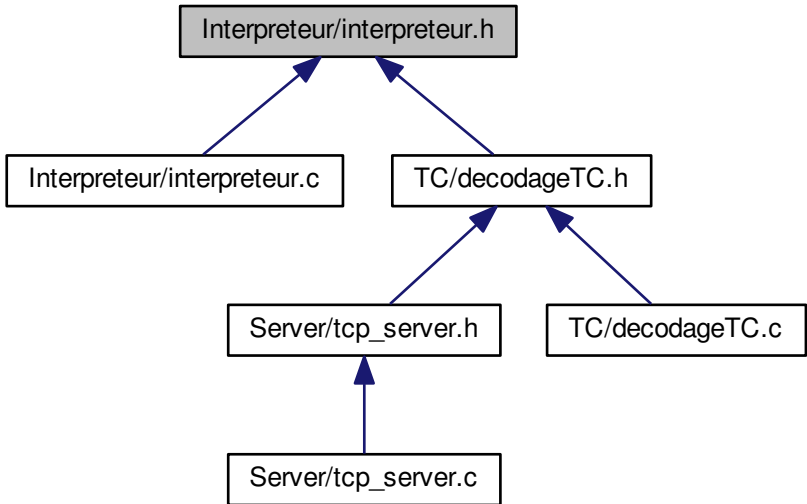 Interpreteur/interpreteur.h
Interpreteur/interpreteur.c
TC/decodageTC.h
Server/tcp_server.h
TC/decodageTC.c
Server/tcp_server.c